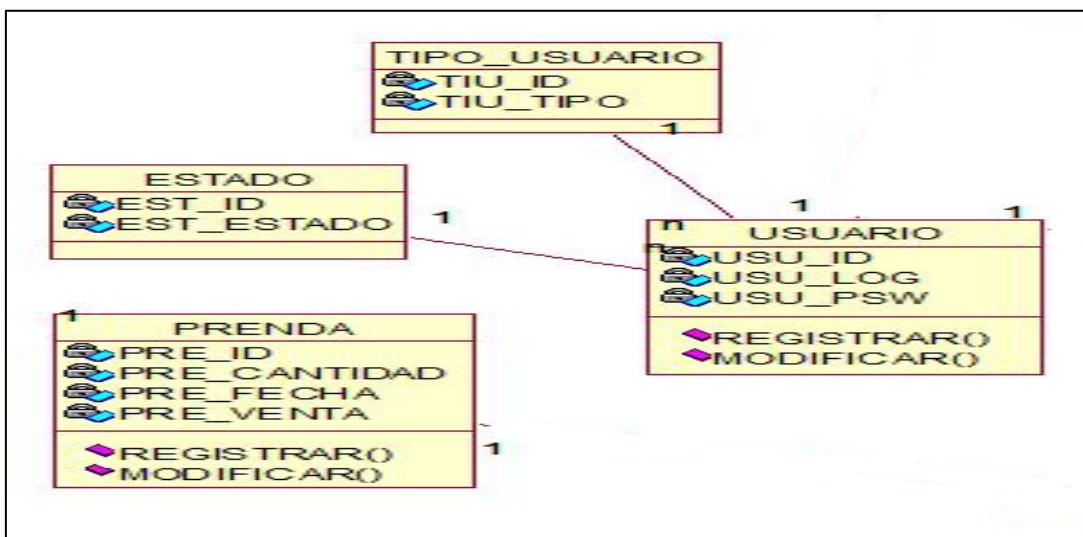 TIPO_USUARIO
TIU_ID
TIU_TIPO
1
ESTADO
EST_ID
EST_ESTADO
1
1
1
n
USUARIO
n
USU_ID
USU_LOG
USU_PSW
REGISTRAR()
MODIFICAR()
1
PRENDA
PRE_ID
PRE_CANTIDAD
PRE_FECHA
PRE_VENTA
REGISTRAR()
MODIFICAR()
1